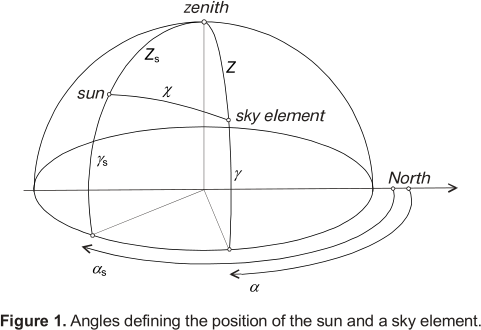 zenith
Zs
Z
sun
χ
sky element
γs
γ
North
αs
α
Figure 1. Angles defining the position of the sun and a sky element.